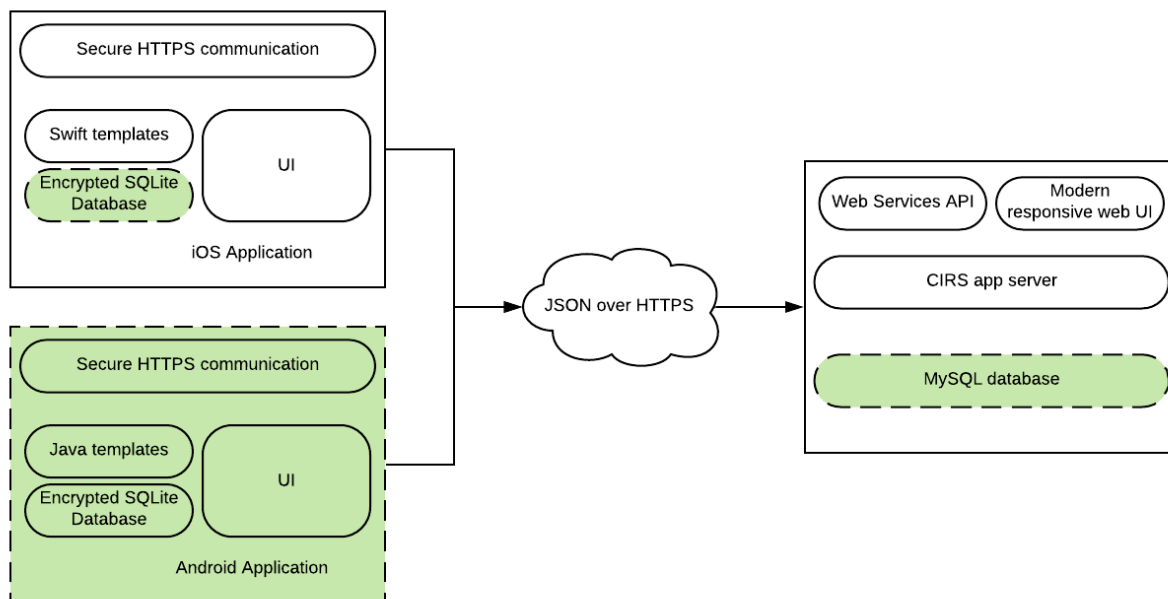 Secure HTTPS communication
Swift templates
UI
Encrypted SQLite
Database
iOS Application
Secure HTTPS communication
Java templates
UI
Encrypted SQLite
Database
Android Application
JSON over HTTPS
Web Services API
Modern
responsive web UI
CIRS app server
MySQL database